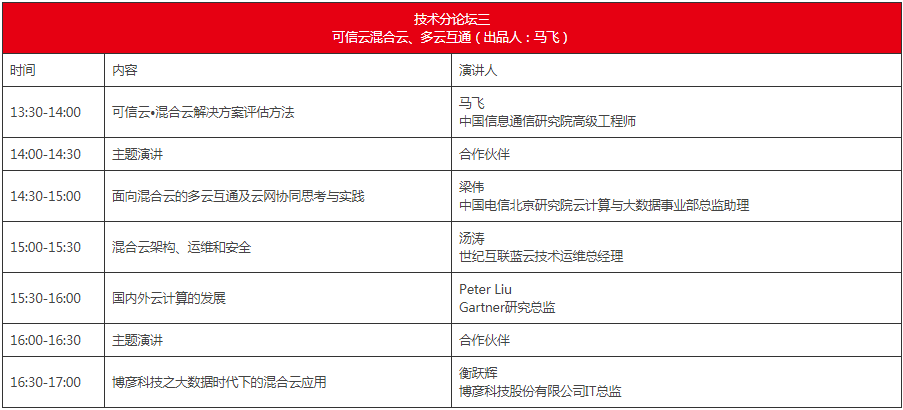 技术分论坛三
可信云混合云、多云互通（出品人：马飞）
时间 内容 演讲人
13:30-14:00 可信云•混合云解决方案评估方法 马飞
中国信息通信研究院高级工程师
14:00-14:30 主题演讲 合作伙伴
14:30-15:00 面向混合云的多云互通及云网协同思考与实践 梁伟
中国电信北京研究院云计算与大数据事业部总监助理
15:00-15:30 混合云架构、运维和安全 汤涛
世纪互联蓝云技术运维总经理
15:30-16:00 国内外云计算的发展 Peter Liu
Gartner研究总监
16:00-16:30 主题演讲 合作伙伴
16:30-17:00 博彦科技之大数据时代下的混合云应用 衡跃辉
博彦科技股份有限公司IT总监